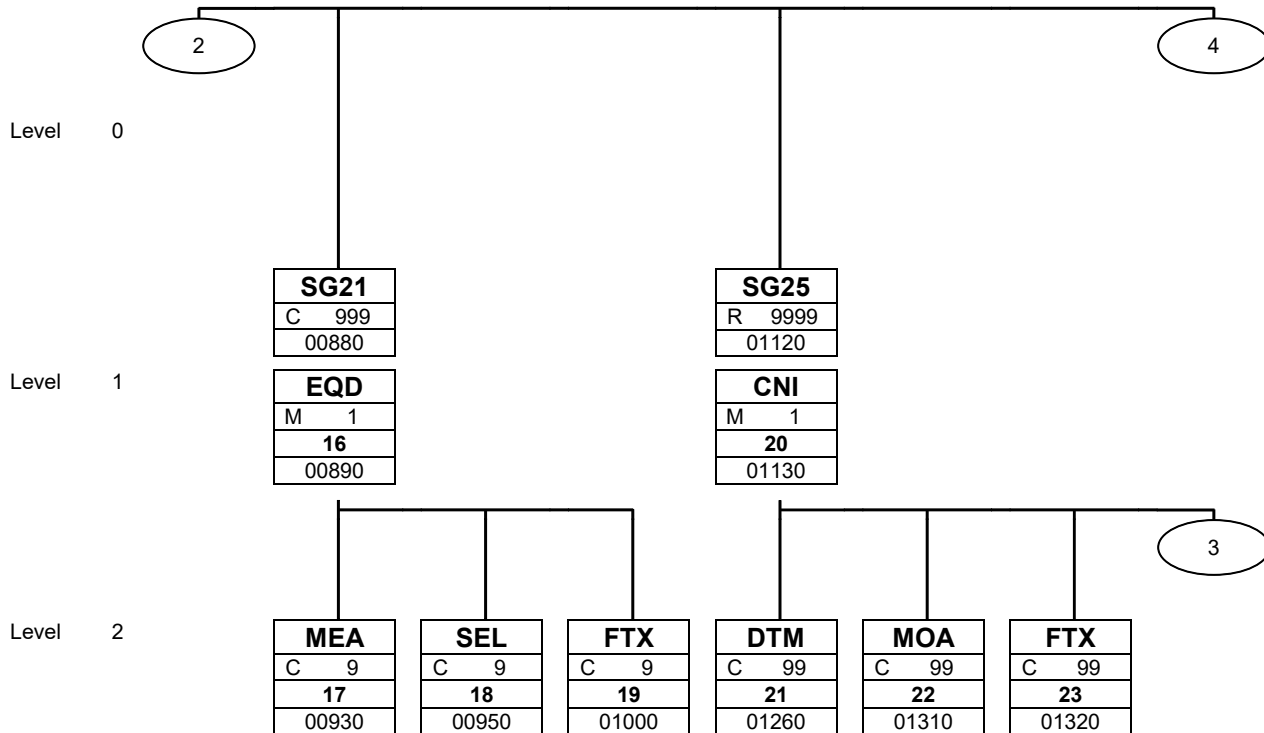 2
4
Level 0
SG21
C 999
00880
SG25
R 9999
01120
Level 1
EQD
M 1
16
00890
CNI
M 1
20
01130
3
Level 2
MEA
C 9
17
00930
SEL
C 9
18
00950
FTX
C 9
19
01000
DTM
C 99
21
01260
MOA
C 99
22
01310
FTX
C 99
23
01320